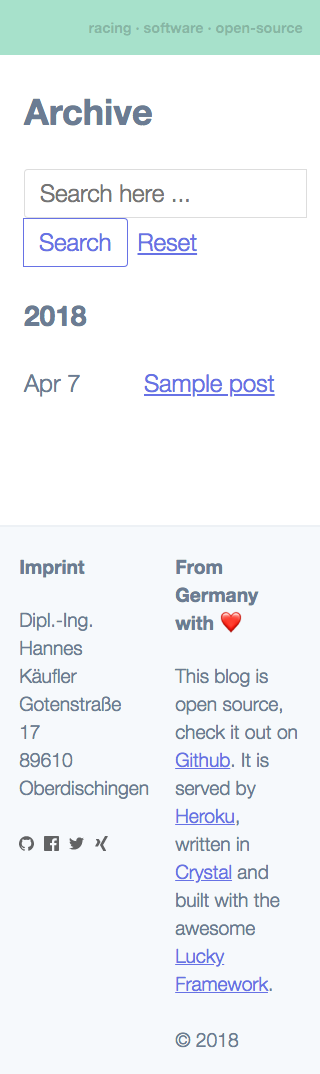 racing · software · open-source
Archive
Search here ...
Search Reset
2018
Apr 7 Sample post
Imprint
Dipl.-Ing.
Hannes
Käufler
Gotenstraße
17
89610
Oberdischingen
From
Germany
with ❤️
This blog is
open source,
check it out on
Github. It is
served by
Heroku,
written in
Crystal and
built with the
awesome
Lucky
Framework.
© 2018